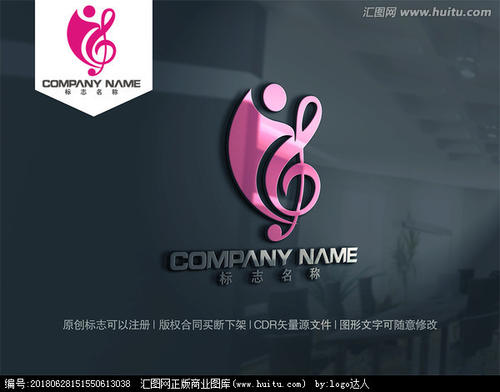 汇图网 www.huitu.com
COMPANY NAME
标志名称
COMPANY NAME
标志名称
原创标志可以注册 | 版权合同买断下架 | CDR矢量源文件 | 图形文字可随意修改
编号:20180628151550613038 汇图网正版商业图库(www.huitu.com) by:logo达人